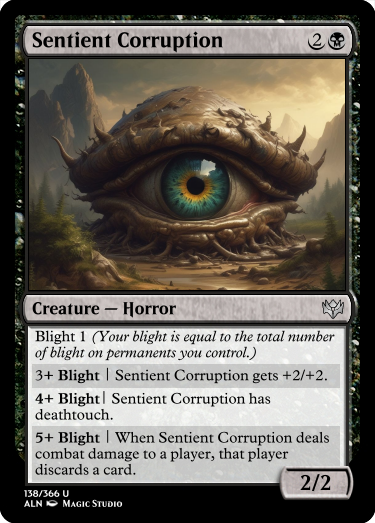 Sentient Corruption 2
Creature — Horror
Blight 1 (Your blight is equal to the total number
of blight on permanents you control.)
3+ Blight | Sentient Corruption gets +2/+2.
4+ Blight | Sentient Corruption has
deathtouch.
5+ Blight | When Sentient Corruption deals
combat damage to a player, that player
discards a card.
2/2
138/366 U
ALN Magic Studio